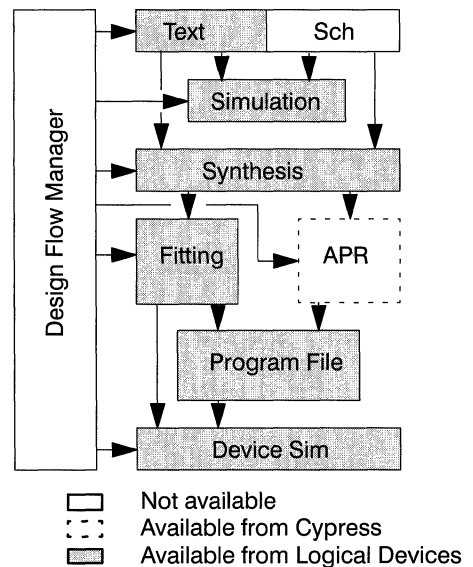 Design Flow Manager
Text Sch
Simulation
Synthesis
Fitting APR
Program File
Device Sim
Not available
Available from Cypress
Available from Logical Devices